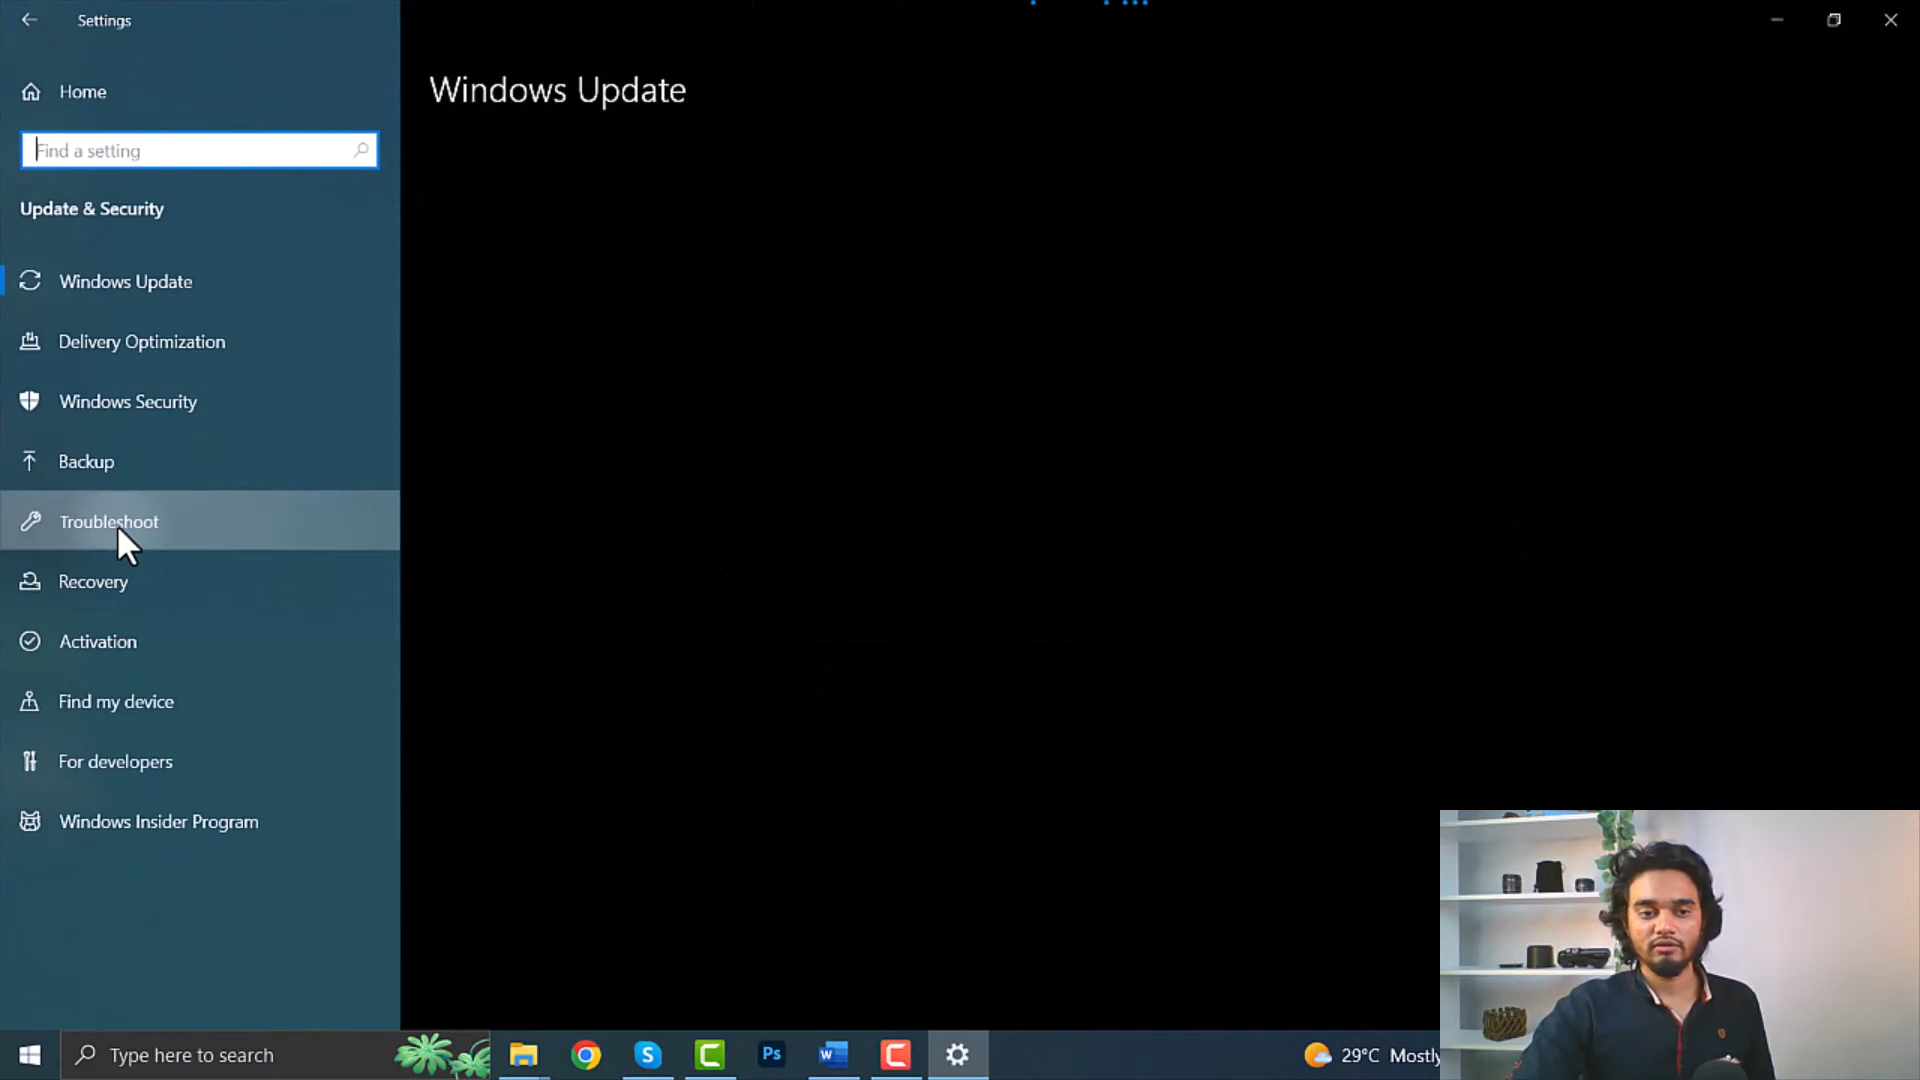 Settings
Home
Find a setting
Update & Security
Windows Update
Delivery Optimization
Windows Security
Backup
Troubleshoot
Recovery
Activation
Find my device
For developers
Windows Insider Program
Windows Update
Type here to search
Ps
29°C Mostly